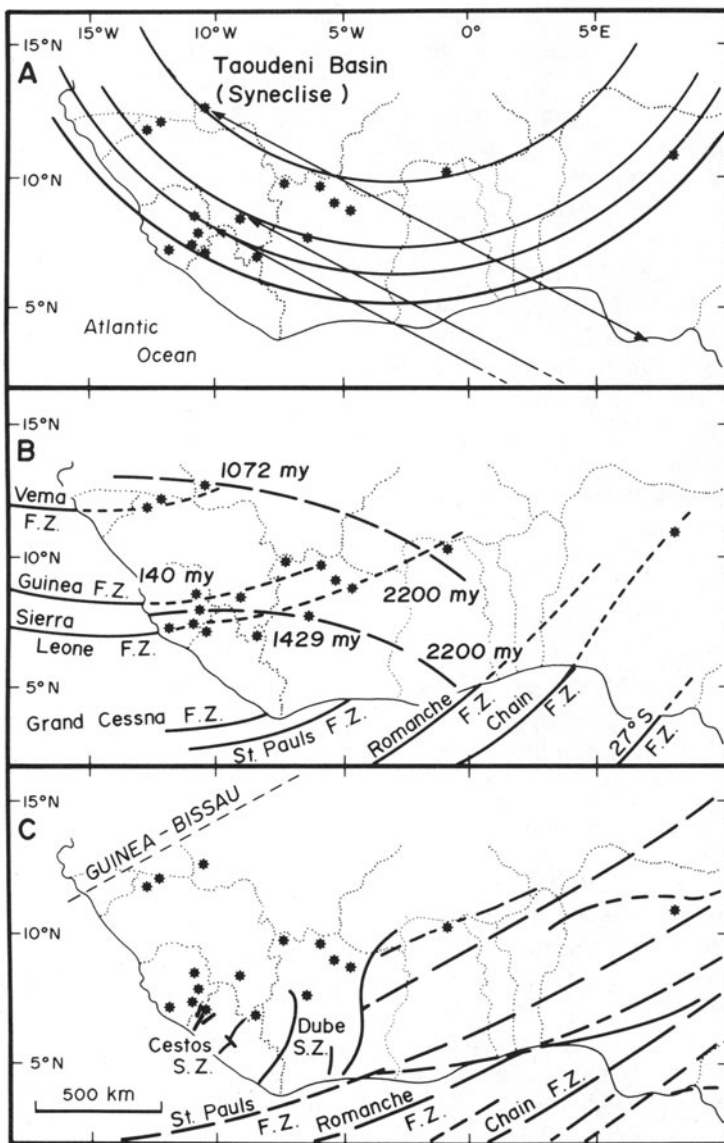 15°W 10°W 5°W 0° 5°E
A
15°N
Taoudeni Basin
(Syneclise)
10°N
5°N
Atlantic
Ocean
B
15°N
1072 my
Vema
F.Z.
10°N
140 my
Guinea F.Z.
2200 my
Sierra
Leone F.Z.
1429 my
2200 my
5°N
Grand Cessna F.Z.
St. Pauls F.Z.
Romanche F.Z.
Chain F.Z.
27°S F.Z.
C
15°N
GUINEA-BISSAU
10°N
Cestos
S.Z.
Dube
S.Z.
5°N
500 km
St. Pauls F.Z.
Romanche F.Z.
Chain F.Z.